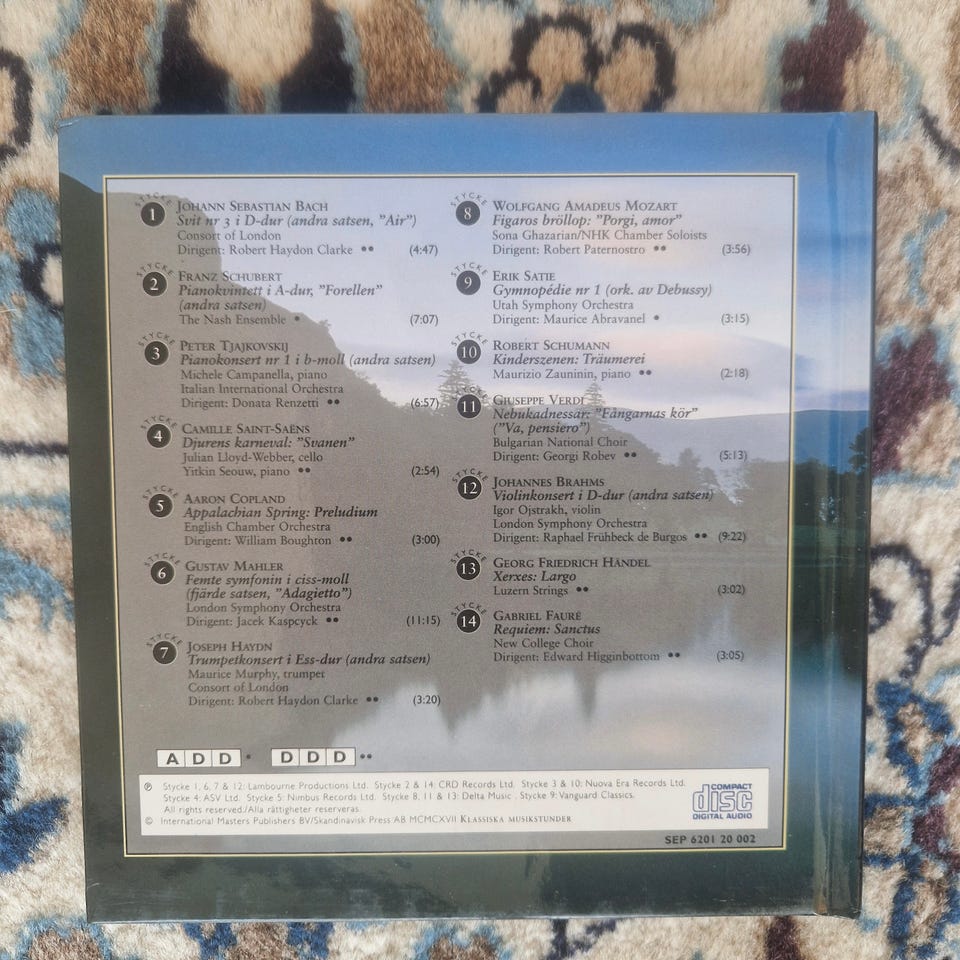 STYCKE
1
JOHANN SEBASTIAN BACH
Svit nr 3 i D-dur (andra satsen, ”Air”)
Consort of London
Dirigent: Robert Haydon Clarke •• (4:47)
STYCKE
2
FRANZ SCHUBERT
Pianokvintett i A-dur, ”Forellen”
(andra satsen)
The Nash Ensemble • (7:07)
STYCKE
3
PETER TJAJKOVSKIJ
Pianokonsert nr 1 i b-moll (andra satsen)
Michele Campanella, piano
Italian International Orchestra
Dirigent: Donata Renzetti •• (6:57)
STYCKE
4
CAMILLE SAINT-SAËNS
Djurens karneval: ”Svanen”
Julian Lloyd-Webber, cello
Yitkin Seouw, piano •• (2:54)
STYCKE
5
AARON COPLAND
Appalachian Spring: Preludium
English Chamber Orchestra
Dirigent: William Boughton •• (3:00)
STYCKE
6
GUSTAV MAHLER
Femte symfonin i ciss-moll
(fjärde satsen, ”Adagietto”)
London Symphony Orchestra
Dirigent: Jacek Kaspcyck •• (11:15)
STYCKE
7
JOSEPH HAYDN
Trumpetkonsert i Ess-dur (andra satsen)
Maurice Murphy, trumpet
Consort of London
Dirigent: Robert Haydon Clarke •• (3:20)
STYCKE
8
WOLFGANG AMADEUS MOZART
Figaros bröllop: ”Porgi, amor”
Sona Ghazarian/NHK Chamber Soloists
Dirigent: Robert Paternostro •• (3:56)
STYCKE
9
ERIK SATIE
Gymnopédie nr 1 (ork. av Debussy)
Utah Symphony Orchestra
Dirigent: Maurice Abravanel • (3:15)
STYCKE
10
ROBERT SCHUMANN
Kinderszenen: Träumerei
Maurizio Zauninin, piano •• (2:18)
STYCKE
11
GIUSEPPE VERDI
Nebukadnessar: ”Fångarnas kör”
(”Va, pensiero”)
Bulgarian National Choir
Dirigent: Georgi Robev •• (5:13)
STYCKE
12
JOHANNES BRAHMS
Violinkonsert i D-dur (andra satsen)
Igor Ojstrakh, violin
London Symphony Orchestra
Dirigent: Raphael Frühbeck de Burgos •• (9:22)
STYCKE
13
GEORG FRIEDRICH HÄNDEL
Xerxes: Largo
Luzern Strings •• (3:02)
STYCKE
14
GABRIEL FAURÉ
Requiem: Sanctus
New College Choir
Dirigent: Edward Higginbottom •• (3:05)
ADD • DDD ••
℗ Stycke 1, 6, 7 & 12: Lambourne Productions Ltd. Stycke 2 & 14: CRD Records Ltd. Stycke 3 & 10: Nuova Era Records Ltd.
Stycke 4: ASV Ltd. Stycke 5: Nimbus Records Ltd. Stycke 8, 11 & 13: Delta Music . Stycke 9: Vanguard Classics.
All rights reserved./Alla rättigheter reserveras.
© International Masters Publishers BV/Skandinavisk Press AB MCMCXVII KLASSISKA MUSIKSTUNDER
COMPACT
disc
DIGITAL AUDIO
SEP 6201 20 002